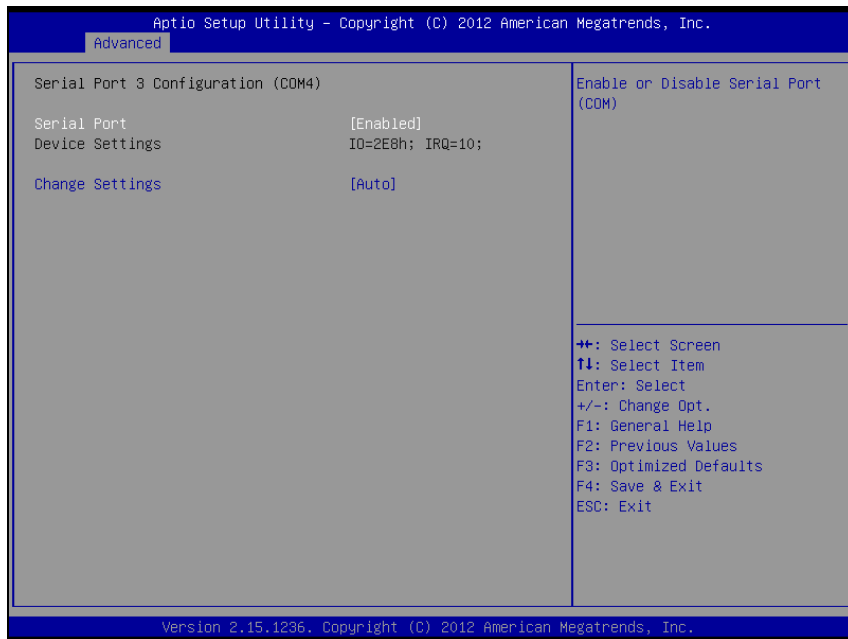 Aptio Setup Utility – Copyright (C) 2012 American Megatrends, Inc.
Advanced
Serial Port 3 Configuration (COM4)
Serial Port [Enabled]
Device Settings IO=2E8h; IRQ=10;
Change Settings [Auto]
Enable or Disable Serial Port
(COM)
→←: Select Screen
↑↓: Select Item
Enter: Select
+/-: Change Opt.
F1: General Help
F2: Previous Values
F3: Optimized Defaults
F4: Save & Exit
ESC: Exit
Version 2.15.1236. Copyright (C) 2012 American Megatrends, Inc.